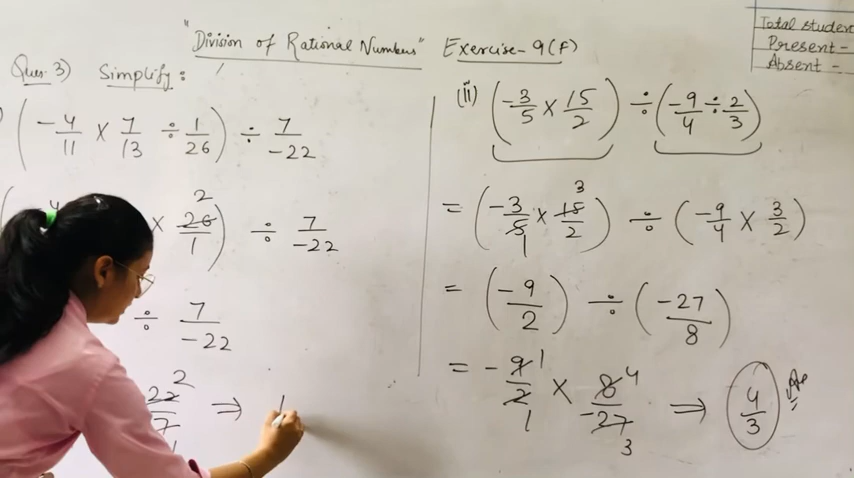 "Division of Rational Numbers" Exercise-9(F)
Total student
Present -
Absent -
Ques. 3) Simplify:
(-4/11 × 7/13 ÷ 1/26) ÷ 7/-22
× 26/1) 2 ÷ 7/-22
÷ 7/-22
22/7 2 1 ⇒ 1
(ii) (-3/5 × 15/2) ÷ (-9/4 ÷ 2/3)
= (-3/5 1 × 15/2 3) ÷ (-9/4 × 3/2)
= (-9/2) ÷ (-27/8)
= -9/2 1 1 × 8/-27 4 3 ⇒ 4/3 Ans